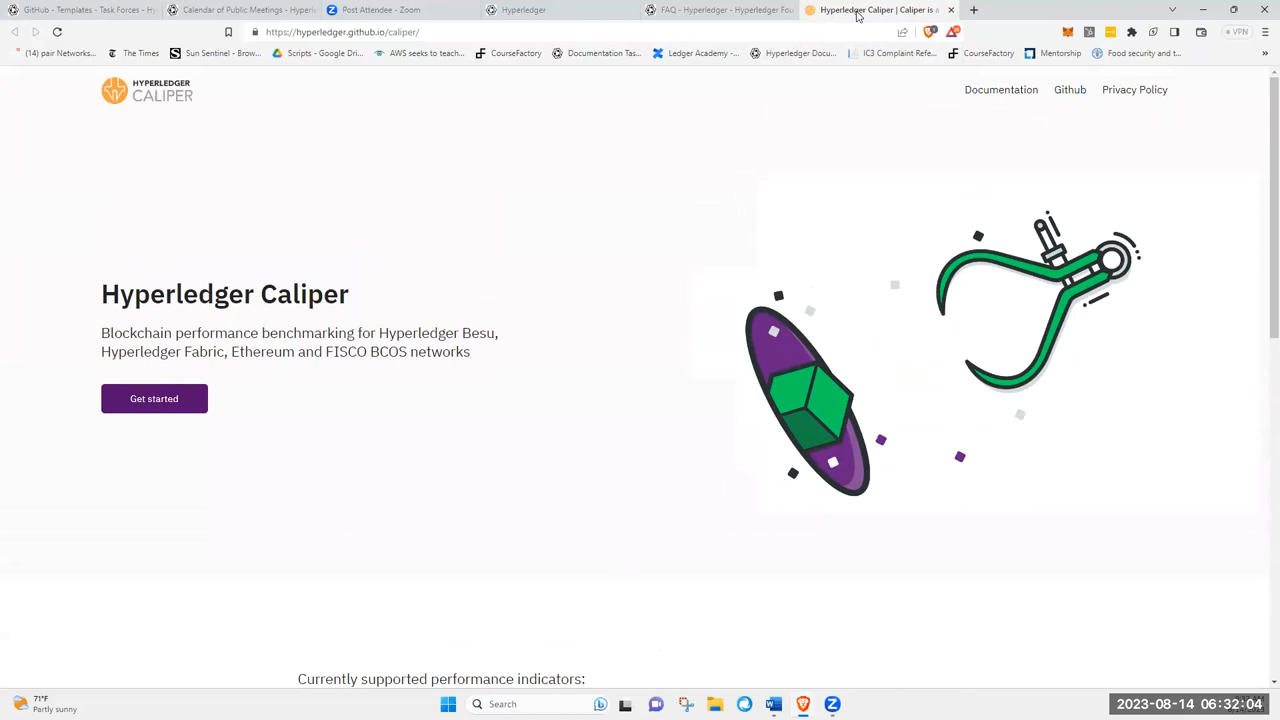 GitHub - Templates - Task Forces - Hy
Calendar of Public Meetings - Hyperle
Post Attendee - Zoom
Hyperledger
FAQ - Hyperledger - Hyperledger Fou
Hyperledger Caliper | Caliper is a
https://hyperledger.github.io/caliper/
VPN
(14) pair Networks...
The Times
Sun Sentinel - Brow...
Scripts - Google Dri...
AWS seeks to teach...
CourseFactory
Documentation Tas...
Ledger Academy -...
Hyperledger Docu...
IC3 Complaint Refe...
CourseFactory
Mentorship
Food security and t...
HYPERLEDGER
CALIPER
Documentation
Github
Privacy Policy
Hyperledger Caliper
Blockchain performance benchmarking for Hyperledger Besu,
Hyperledger Fabric, Ethereum and FISCO BCOS networks
Get started
Currently supported performance indicators:
71°F
Partly sunny
Search
2023-08-14 06:32:04